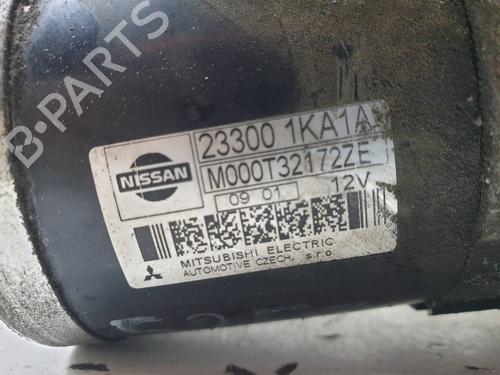 NISSAN
23300 1KA1A
M000T32172ZE
09 01 12V
MITSUBISHI ELECTRIC
AUTOMOTIVE CZECH. s.r.o
B-PARTS